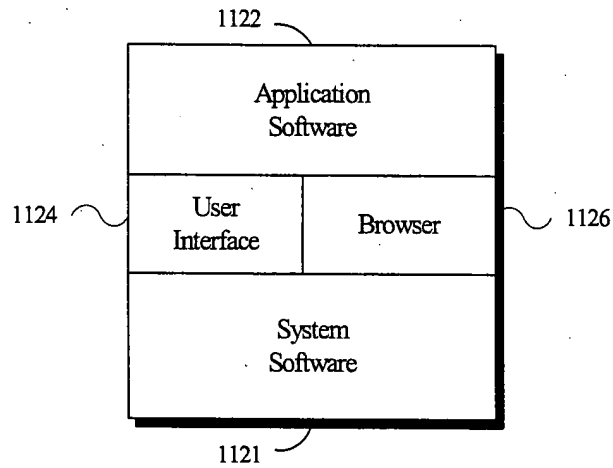 1122
Application
Software
1124
User
Interface
Browser
1126
System
Software
1121